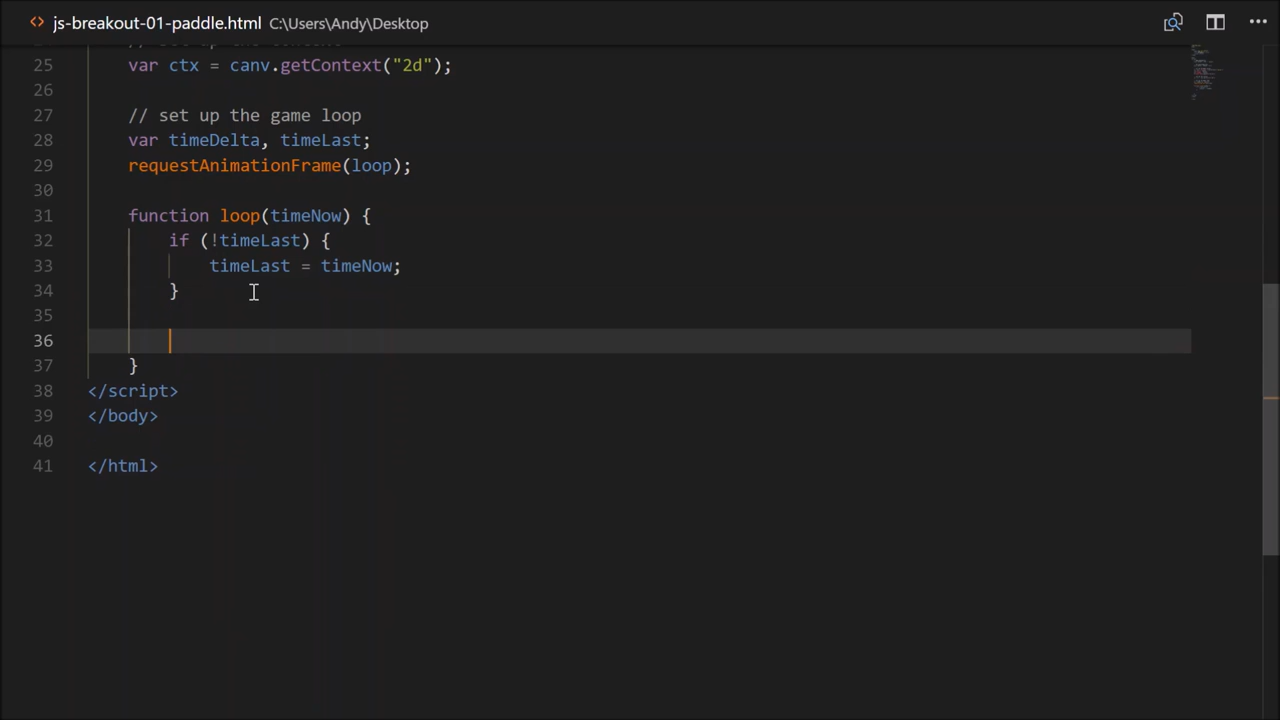 js-breakout-01-paddle.html C:\Users\Andy\Desktop
25 var ctx = canv.getContext("2d");
26
27 // set up the game loop
28 var timeDelta, timeLast;
29 requestAnimationFrame(loop);
30
31 function loop(timeNow) {
32 if (!timeLast) {
33 timeLast = timeNow;
34 }
35
36
37 }
38 </script>
39 </body>
40
41 </html>